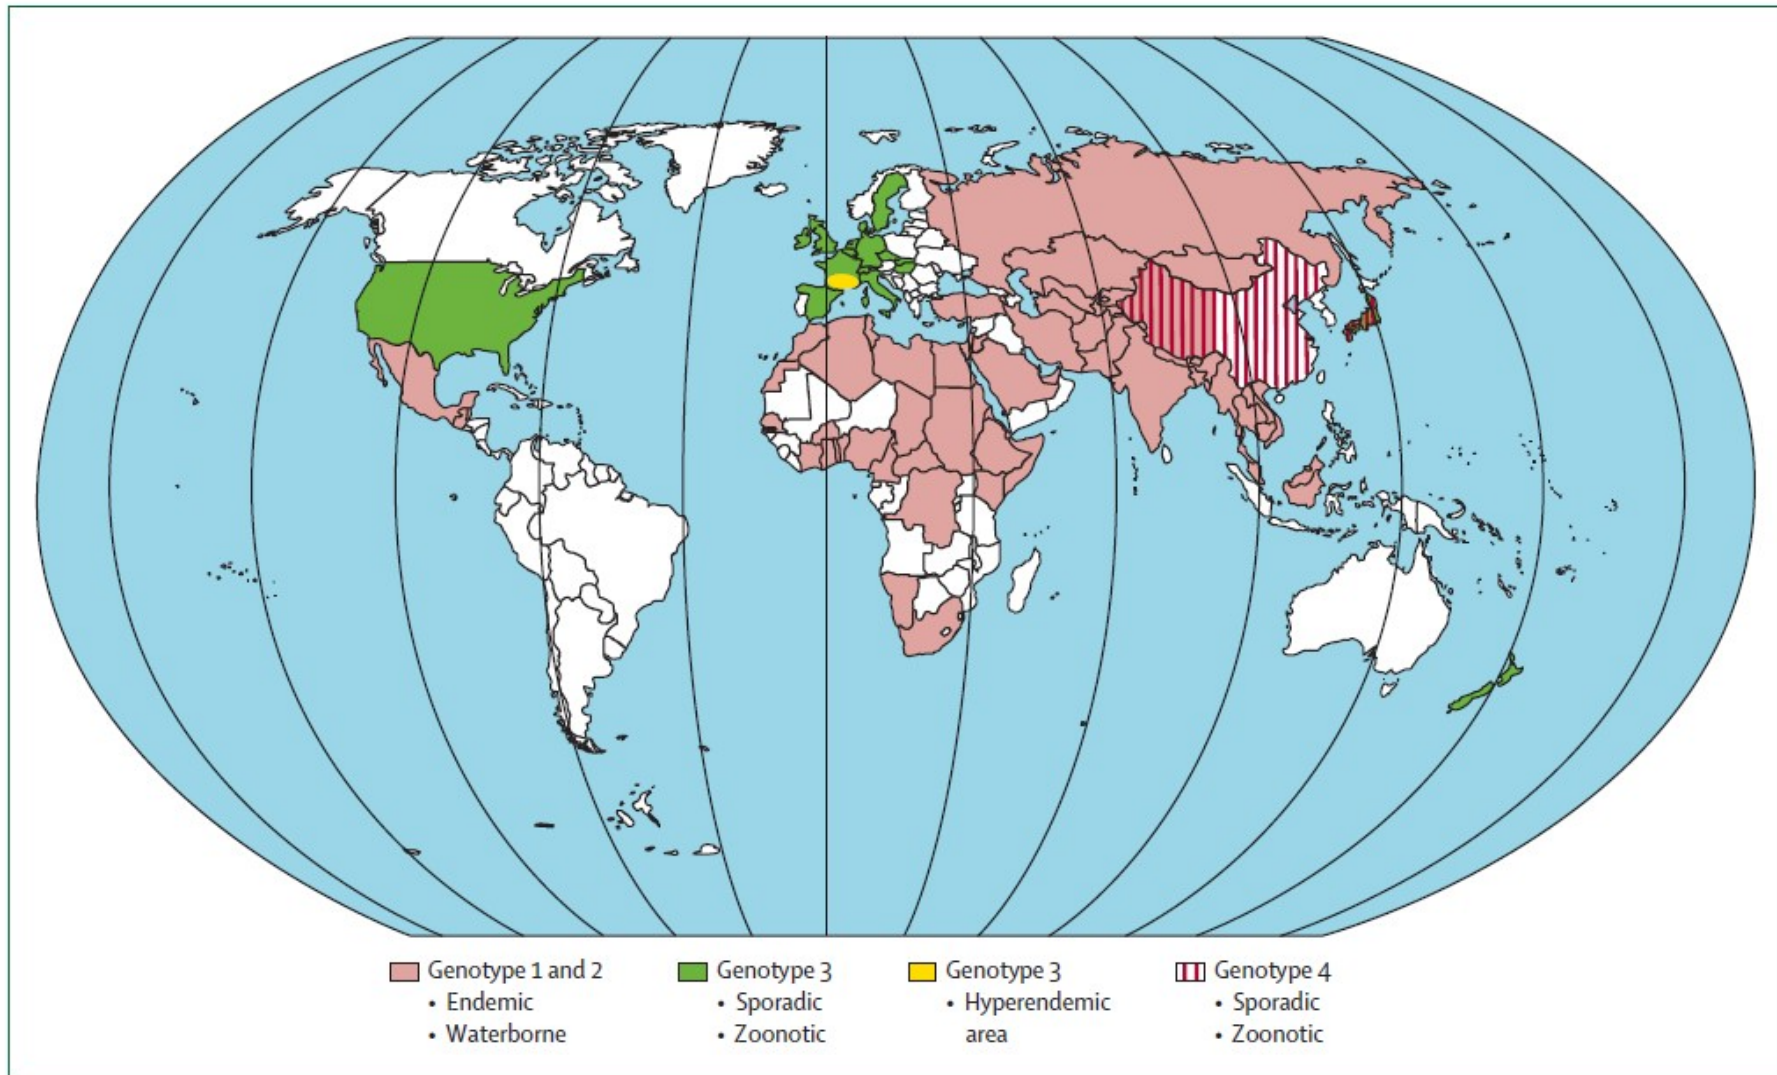 Genotype 1 and 2
• Endemic
• Waterborne
Genotype 3
• Sporadic
• Zoonotic
Genotype 3
• Hyperendemic
area
Genotype 4
• Sporadic
• Zoonotic